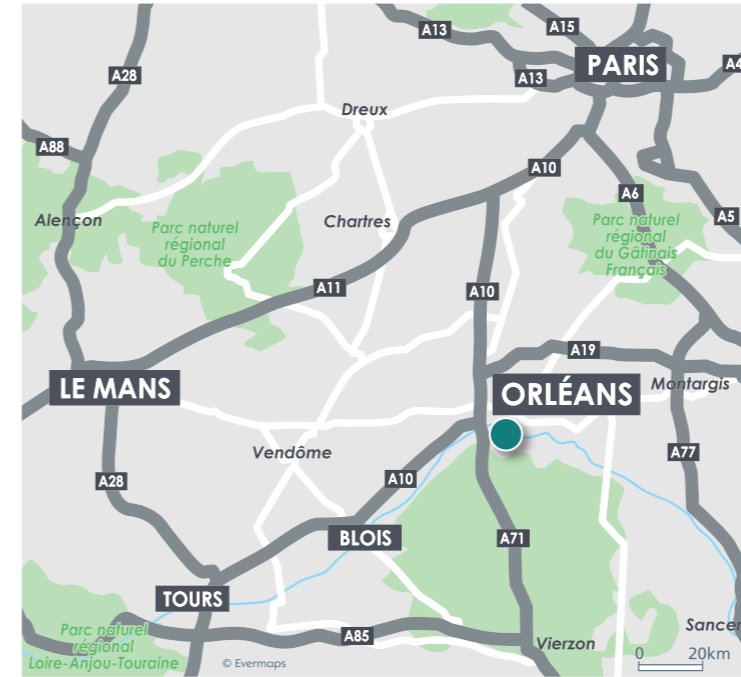 A13
A15
PARIS
A4
A13
A28
Dreux
A88
A10
A6
Alençon
Parc naturel
régional
du Perche
Chartres
Parc naturel
régional
du Gâtinais
Français
A5
A11
A10
A19
LE MANS
ORLÉANS
Montargis
Vendôme
A28
A10
A77
BLOIS
A71
TOURS
Parc naturel
régional
Loire-Anjou-Touraine
A85
Vierzon
Sancer
0 20km
© Evermaps